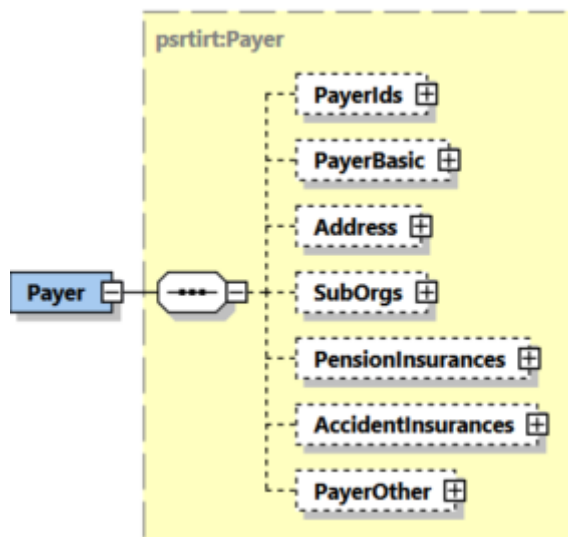 psrtirt:Payer
PayerIds
PayerBasic
Address
Payer
SubOrgs
PensionInsurances
AccidentInsurances
PayerOther